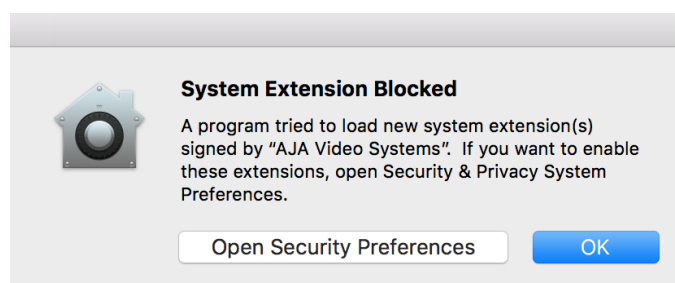 System Extension Blocked
A program tried to load new system extension(s)
signed by “AJA Video Systems”.  If you want to enable
these extensions, open Security & Privacy System
Preferences.
Open Security Preferences
OK